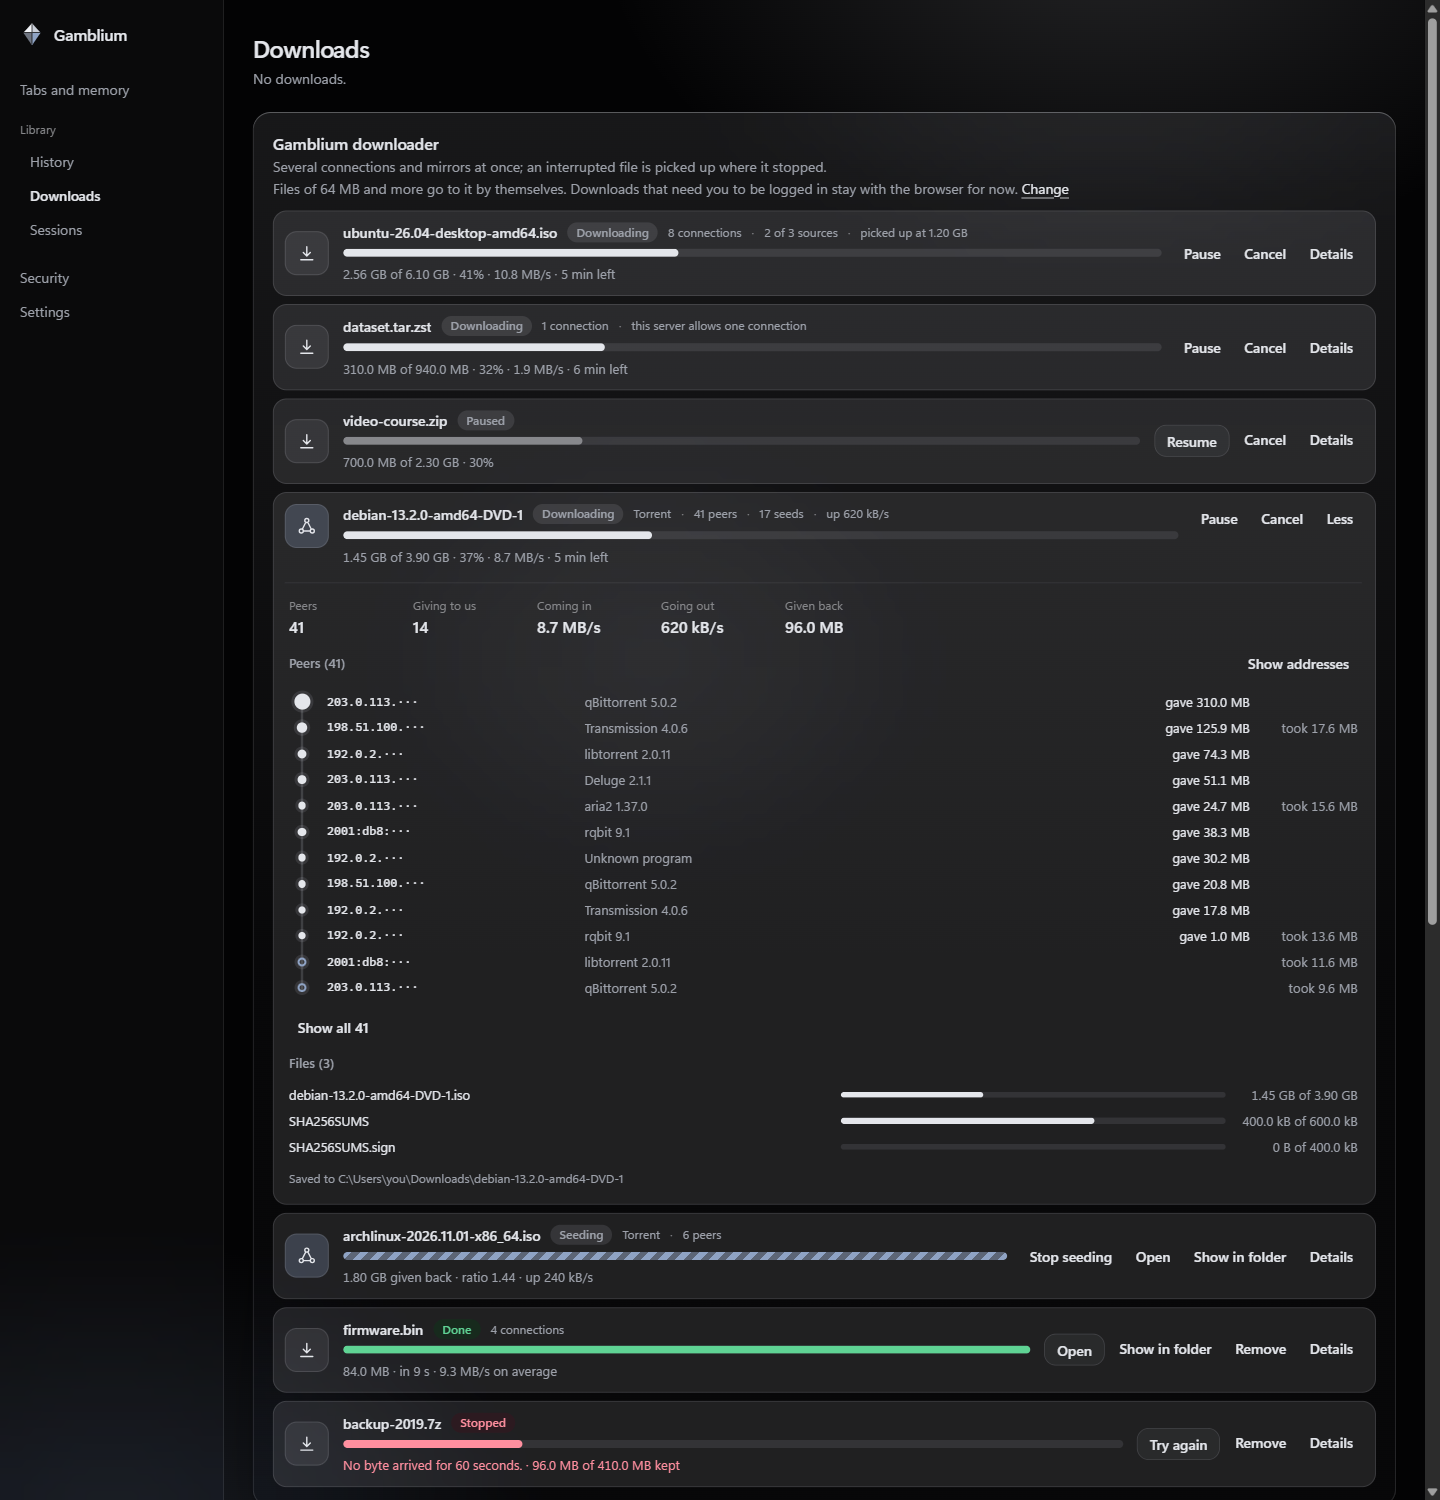 Gamblium
Tabs and memory
Library
History
Downloads
Sessions
Security
Settings
Downloads
No downloads.
Gamblium downloader
Several connections and mirrors at once; an interrupted file is picked up where it stopped.
Files of 64 MB and more go to it by themselves. Downloads that need you to be logged in stay with the browser for now. Change
ubuntu-26.04-desktop-amd64.iso Downloading 8 connections · 2 of 3 sources · picked up at 1.20 GB
Pause Cancel Details
2.56 GB of 6.10 GB · 41% · 10.8 MB/s · 5 min left
dataset.tar.zst Downloading 1 connection · this server allows one connection
Pause Cancel Details
310.0 MB of 940.0 MB · 32% · 1.9 MB/s · 6 min left
video-course.zip Paused
Resume Cancel Details
700.0 MB of 2.30 GB · 30%
debian-13.2.0-amd64-DVD-1 Downloading Torrent · 41 peers · 17 seeds · up 620 kB/s
Pause Cancel Less
1.45 GB of 3.90 GB · 37% · 8.7 MB/s · 5 min left
Peers Giving to us Coming in Going out Given back
41 14 8.7 MB/s 620 kB/s 96.0 MB
Peers (41) Show addresses
203.0.113.··· qBittorrent 5.0.2 gave 310.0 MB
198.51.100.··· Transmission 4.0.6 gave 125.9 MB took 17.6 MB
192.0.2.··· libtorrent 2.0.11 gave 74.3 MB
203.0.113.··· Deluge 2.1.1 gave 51.1 MB
203.0.113.··· aria2 1.37.0 gave 24.7 MB took 15.6 MB
2001:db8:··· rqbit 9.1 gave 38.3 MB
192.0.2.··· Unknown program gave 30.2 MB
198.51.100.··· qBittorrent 5.0.2 gave 20.8 MB
192.0.2.··· Transmission 4.0.6 gave 17.8 MB
192.0.2.··· rqbit 9.1 gave 1.0 MB took 13.6 MB
2001:db8:··· libtorrent 2.0.11 took 11.6 MB
203.0.113.··· qBittorrent 5.0.2 took 9.6 MB
Show all 41
Files (3)
debian-13.2.0-amd64-DVD-1.iso 1.45 GB of 3.90 GB
SHA256SUMS 400.0 kB of 600.0 kB
SHA256SUMS.sign 0 B of 400.0 kB
Saved to C:\Users\you\Downloads\debian-13.2.0-amd64-DVD-1
archlinux-2026.11.01-x86_64.iso Seeding Torrent · 6 peers
Stop seeding Open Show in folder Details
1.80 GB given back · ratio 1.44 · up 240 kB/s
firmware.bin Done 4 connections
Open Show in folder Remove Details
84.0 MB · in 9 s · 9.3 MB/s on average
backup-2019.7z Stopped
Try again Remove Details
No byte arrived for 60 seconds. · 96.0 MB of 410.0 MB kept